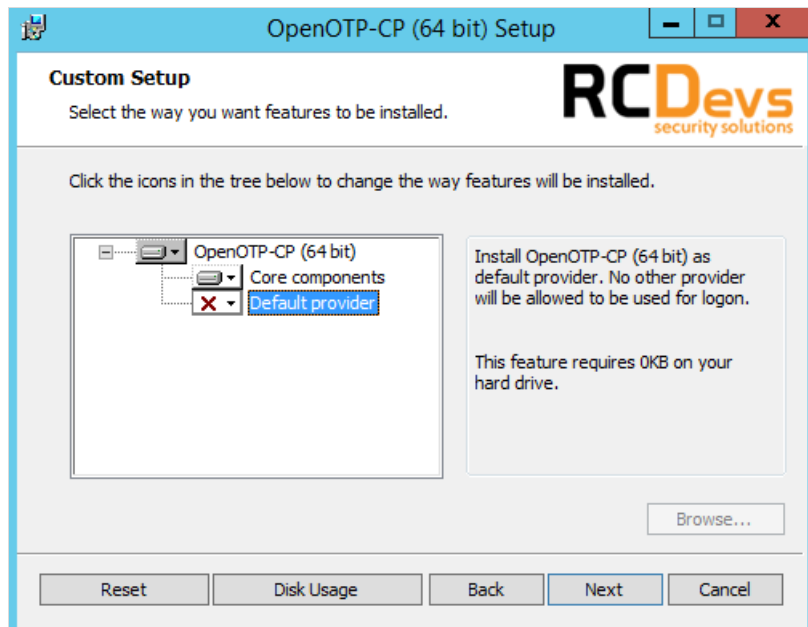 OpenOTP-CP (64 bit) Setup
Custom Setup
Select the way you want features to be installed.
RCDevs
security solutions
Click the icons in the tree below to change the way features will be installed.
OpenOTP-CP (64 bit)
Core components
Default provider
Install OpenOTP-CP (64 bit) as
default provider. No other provider
will be allowed to be used for logon.
This feature requires 0KB on your
hard drive.
Browse...
Reset
Disk Usage
Back
Next
Cancel